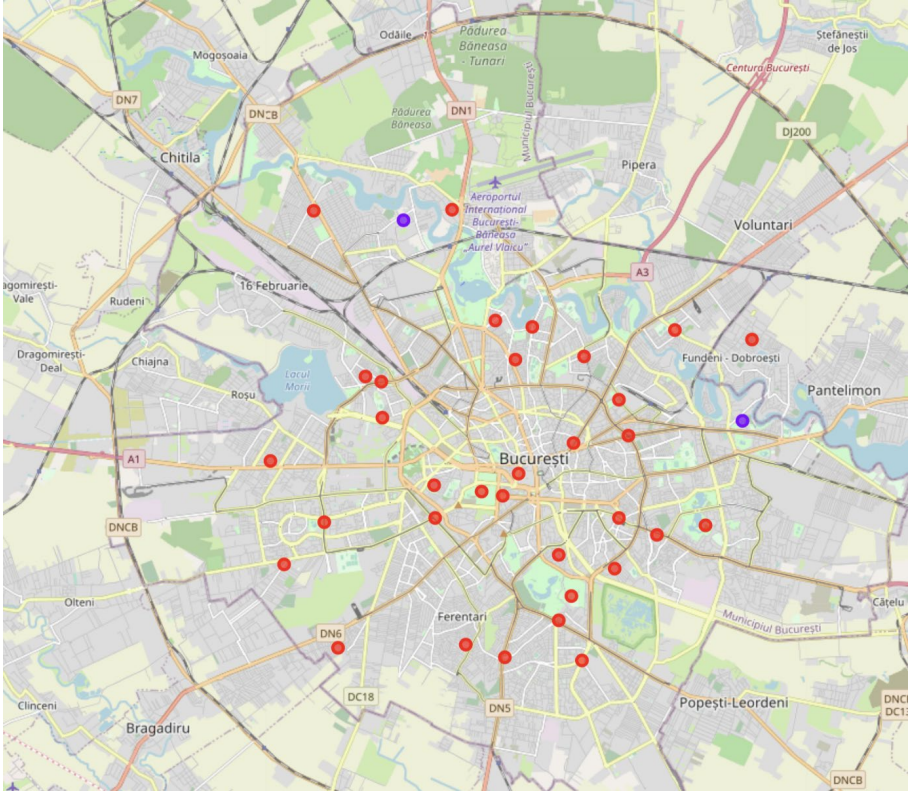 Odăile
Pădurea
Băneasa
- Tunari
Ștefăneștii
de Jos
Mogoșoaia
Centura București
DN7
DNCB
DN1
Pădurea
Băneasa
Municipiul București
DJ200
Chitila
Pipera
Aeroportul
Internațional
București-
Băneasa
„Aurel Vlaicu”
Voluntari
A3
16 Februarie
agomirești-
Vale
Rudeni
Dragomirești-
Deal
Chiajna
Lacul
Morii
Roșu
Fundeni - Dobroești
Pantelimon
A1
București
DNCB
Olteni
Ferentari
Municipiul București
Cățelu
DN6
DC18
DN5
Popești-Leordeni
Clinceni
Bragadiru
DNCB